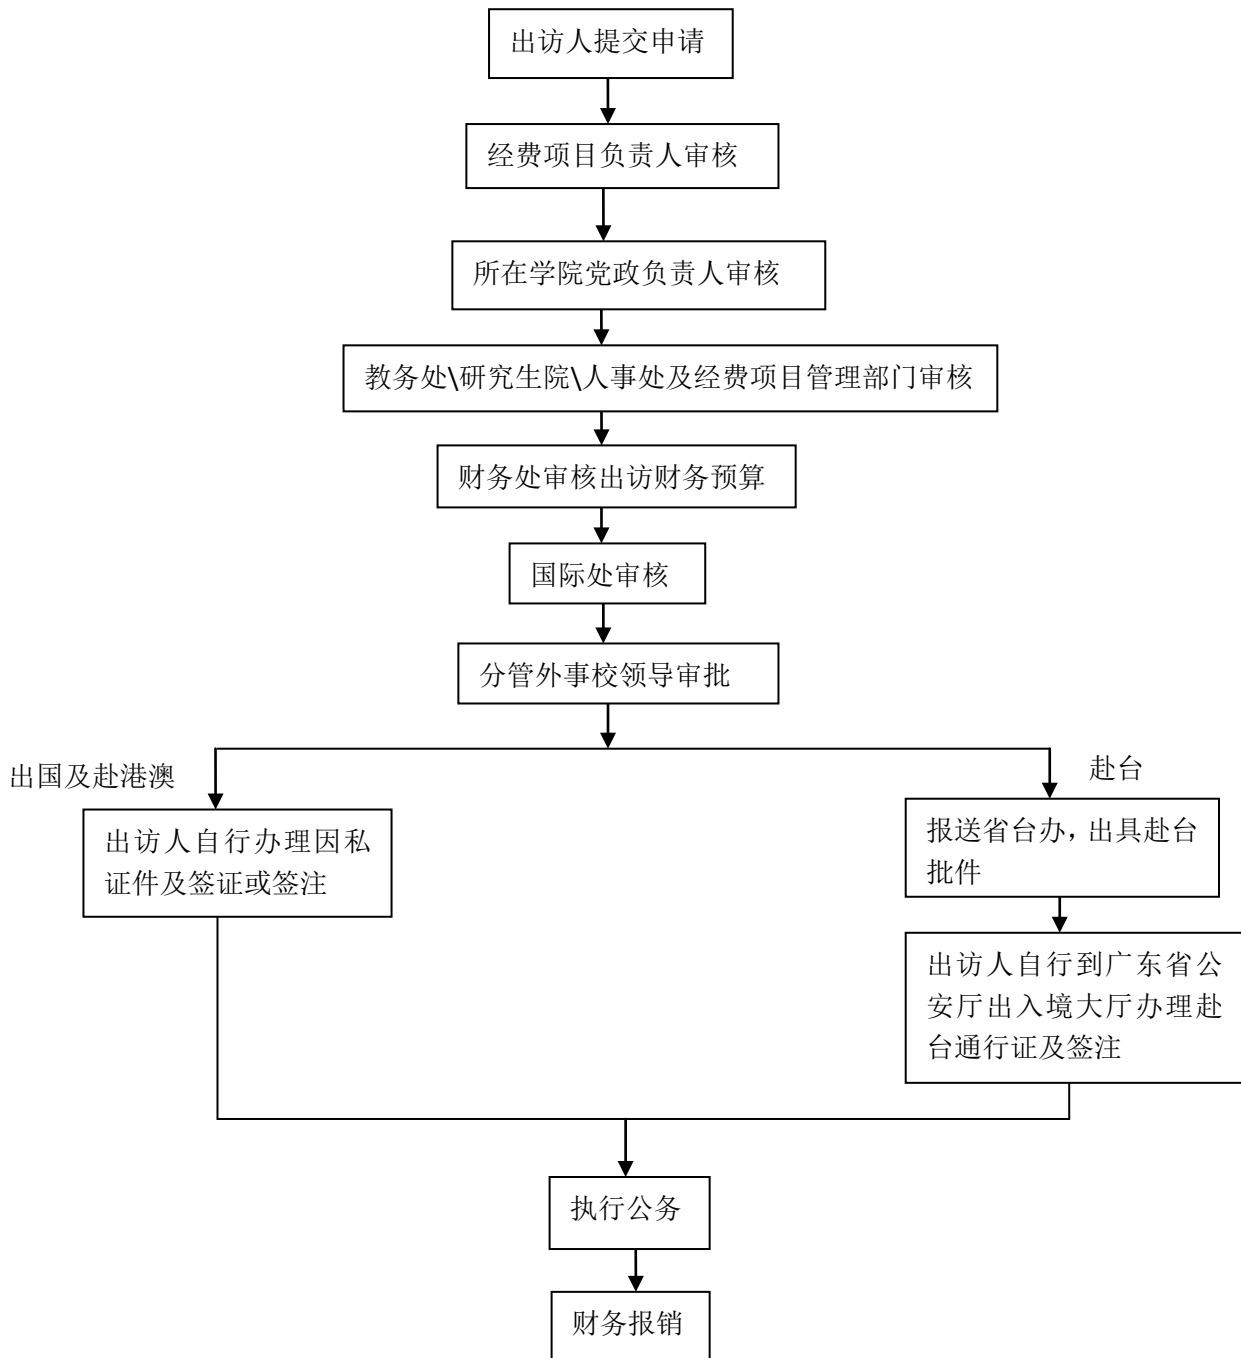 出访人提交申请
经费项目负责人审核
所在学院党政负责人审核
教务处\研究生院\人事处及经费项目管理部门审核
财务处审核出访财务预算
国际处审核
分管外事校领导审批
出国及赴港澳
出访人自行办理因私
证件及签证或签注
赴台
报送省台办，出具赴台
批件
出访人自行到广东省公
安厅出入境大厅办理赴
台通行证及签注
执行公务
财务报销